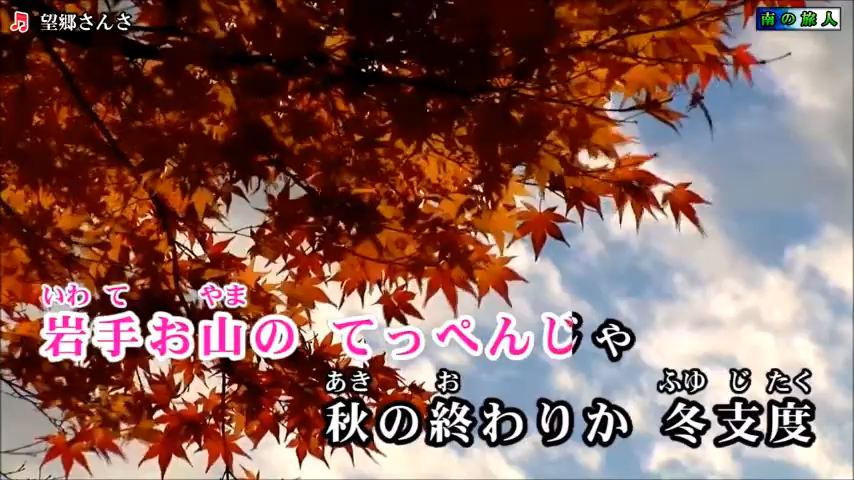 望郷さんさ
南の旅人
いわ て やま
岩手お山の てっぺんじゃ
あき お ふゆ じ たく
秋の終わりか 冬支度